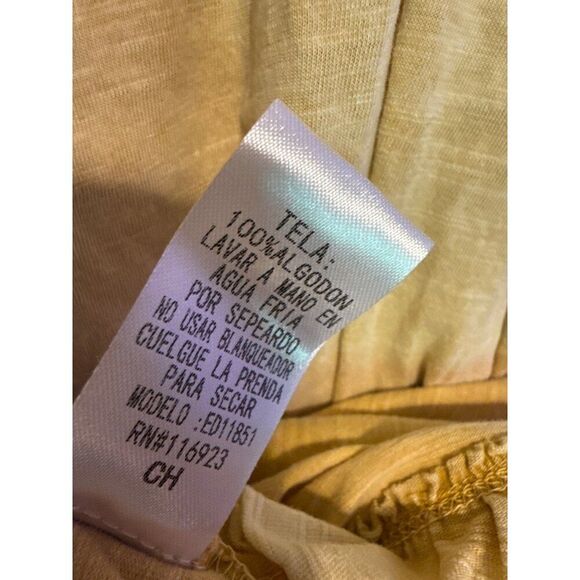 TELA:
100%ALGODON
LAVAR A MANO EN
AGUA FRIA
POR SEPEARDO
NO USAR BLANQUEADOR
CUELGUE LA PRENDA
PARA SECAR
MODELO :ED11851
RN#116923
CH